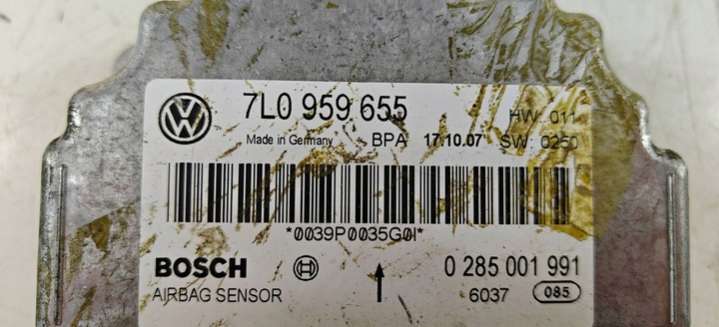 7L0 959 655 HW: 011
Made in Germany BPA 17.10.07 SW: 0250
*0039P0035G0I*
BOSCH 0 285 001 991
AIRBAG SENSOR 6037 085